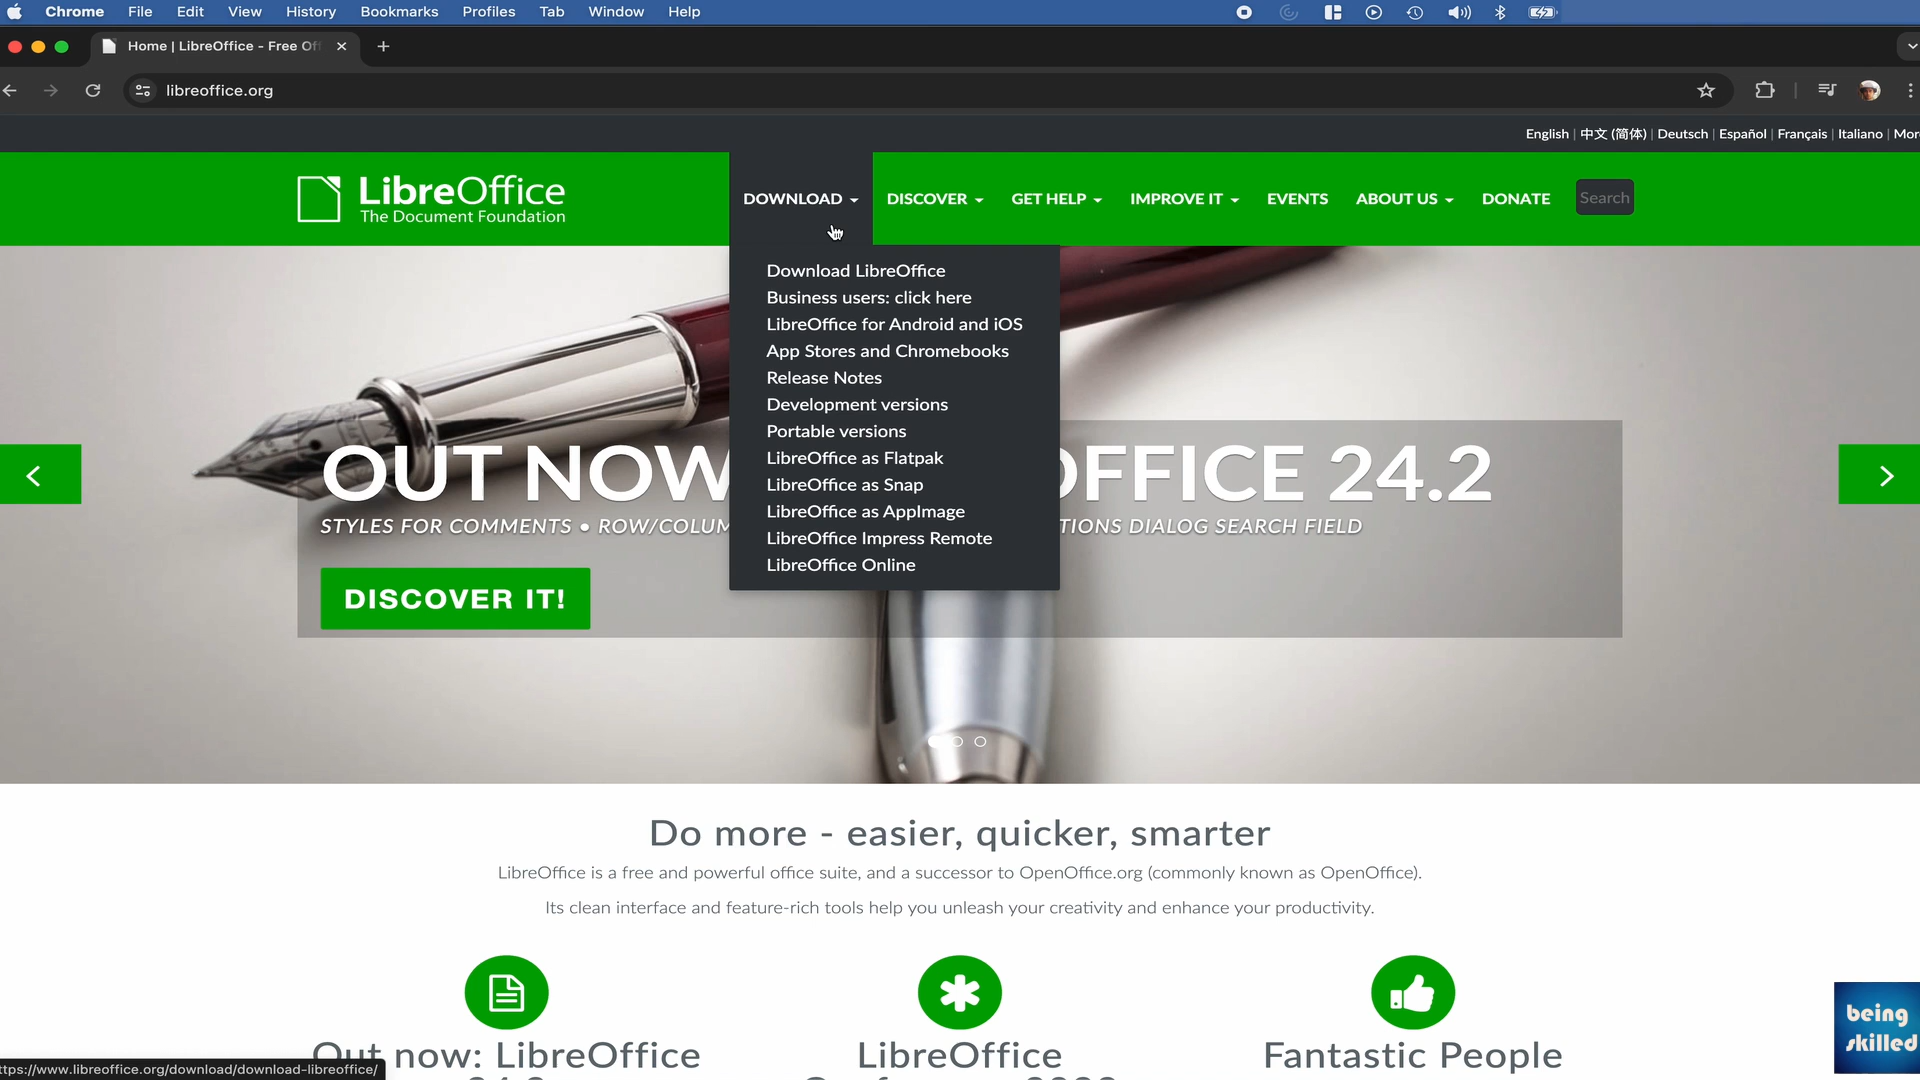 Chrome File Edit View History Bookmarks Profiles Tab Window Help
Home | LibreOffice - Free Of
libreoffice.org
English | 中文 (简体) | Deutsch | Español | Français | Italiano | Mor
LibreOffice
The Document Foundation
DOWNLOAD DISCOVER GET HELP IMPROVE IT EVENTS ABOUT US DONATE Search
Download LibreOffice
Business users: click here
LibreOffice for Android and iOS
App Stores and Chromebooks
Release Notes
Development versions
Portable versions
LibreOffice as Flatpak
LibreOffice as Snap
LibreOffice as AppImage
LibreOffice Impress Remote
LibreOffice Online
OUT NOW OFFICE 24.2
STYLES FOR COMMENTS • ROW/COLUM TIONS DIALOG SEARCH FIELD
DISCOVER IT!
Do more - easier, quicker, smarter
LibreOffice is a free and powerful office suite, and a successor to OpenOffice.org (commonly known as OpenOffice).
Its clean interface and feature-rich tools help you unleash your creativity and enhance your productivity.
Out now: LibreOffice
LibreOffice
Fantastic People
ttps://www.libreoffice.org/download/download-libreoffice/
being
skilled